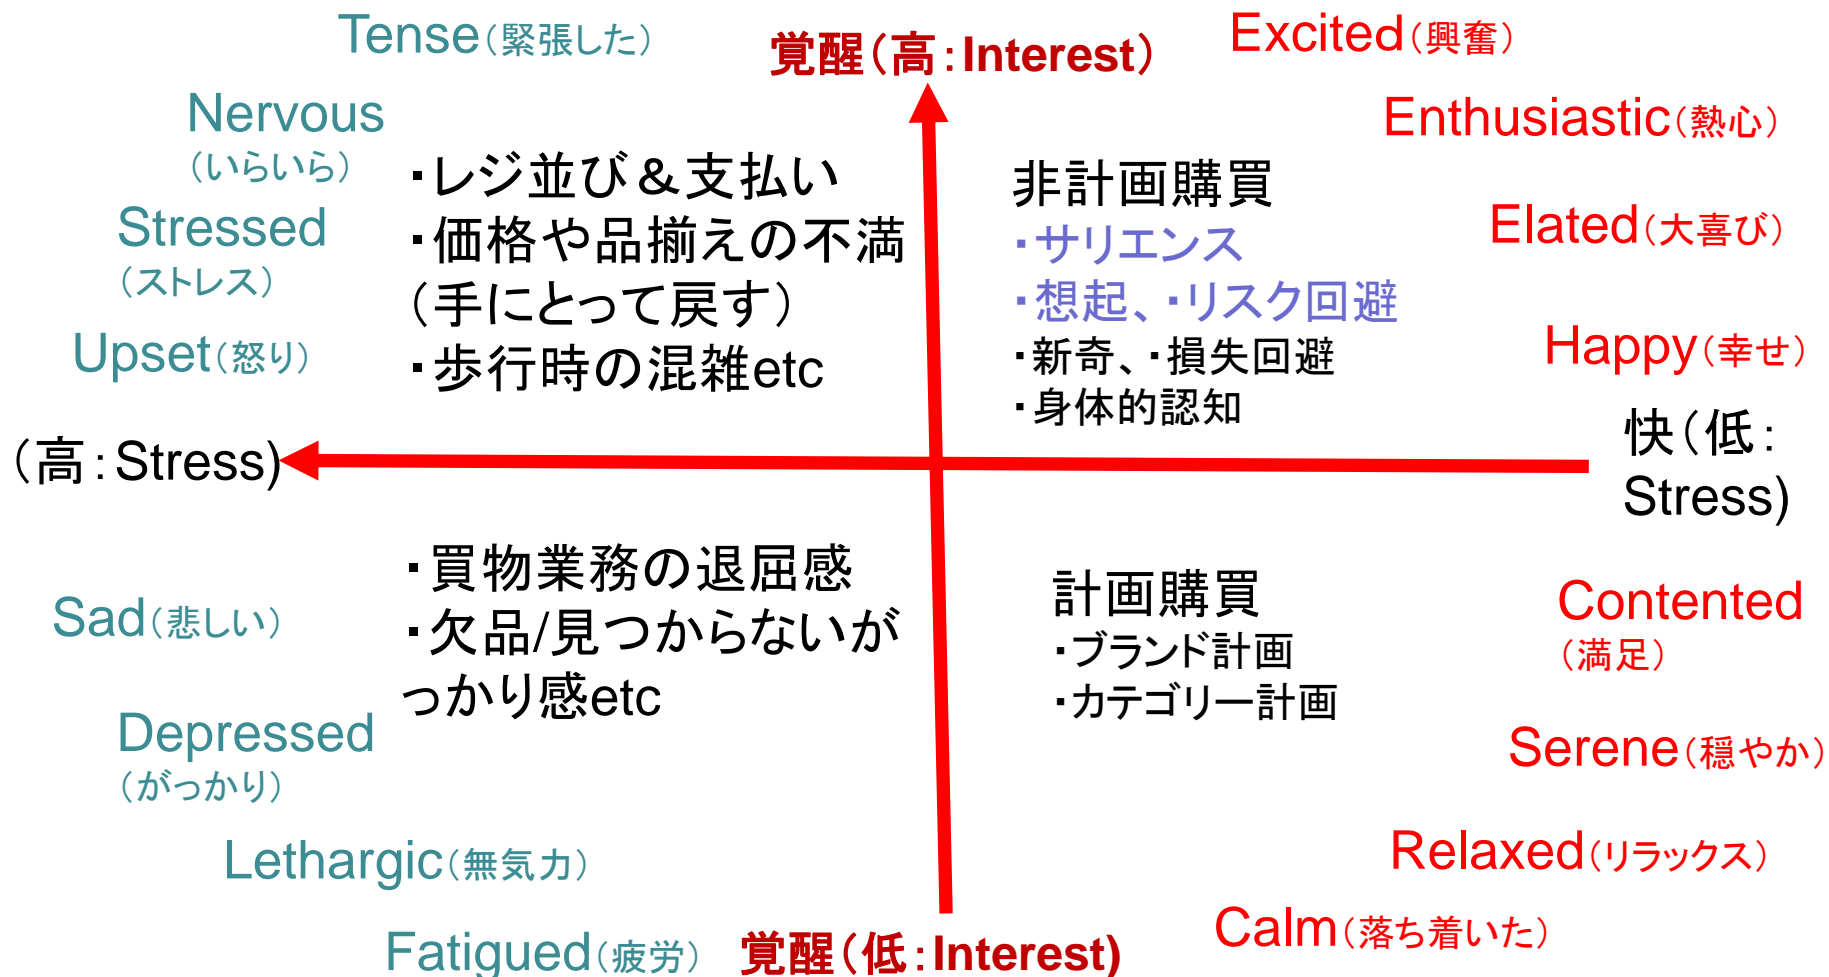 Tense（緊張した）
覚醒（高：Interest）
Excited（興奮）
Nervous
（いらいら）
Enthusiastic（熱心）
・レジ並び＆支払い
・価格や品揃えの不満
（手にとって戻す）
・歩行時の混雑etc
非計画購買
・サリエンス
・想起、・リスク回避
・新奇、・損失回避
・身体的認知
Stressed
（ストレス）
Elated（大喜び）
Upset（怒り）
Happy（幸せ）
（高：Stress)
快（低：
Stress)
・買物業務の退屈感
・欠品/見つからないが
っかり感etc
計画購買
・ブランド計画
・カテゴリー計画
Sad（悲しい）
Contented
（満足）
Depressed
（がっかり）
Serene（穏やか）
Lethargic（無気力）
Relaxed（リラックス）
Fatigued（疲労）
覚醒（低：Interest)
Calm（落ち着いた）